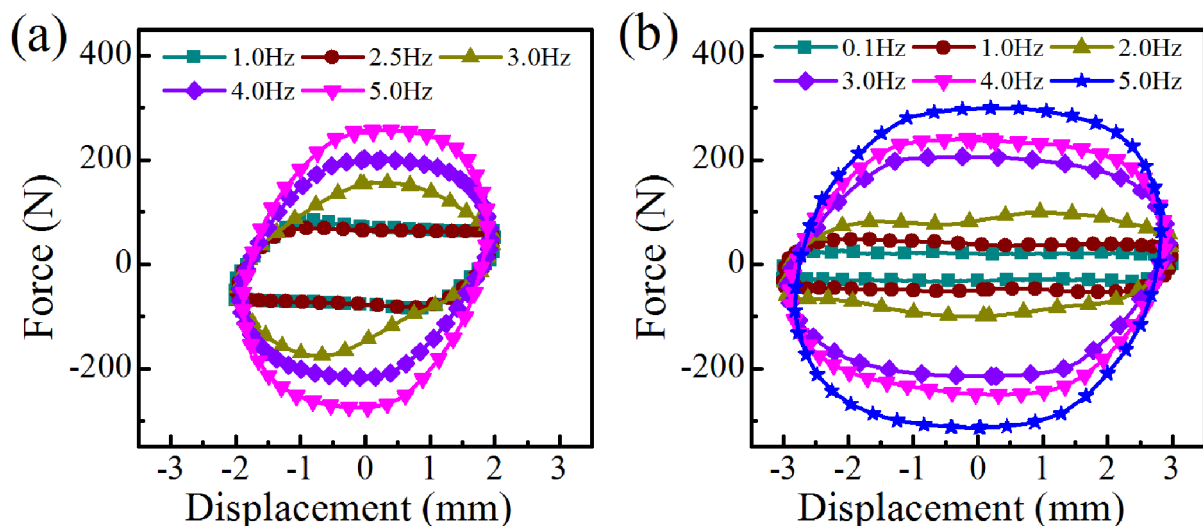 (a)
1.0Hz 2.5Hz 3.0Hz
4.0Hz 5.0Hz
400
200
0
-200
Force (N)
-3 -2 -1 0 1 2 3
Displacement (mm)
(b)
0.1Hz 1.0Hz 2.0Hz
3.0Hz 4.0Hz 5.0Hz
400
200
0
-200
Force (N)
-3 -2 -1 0 1 2 3
Displacement (mm)